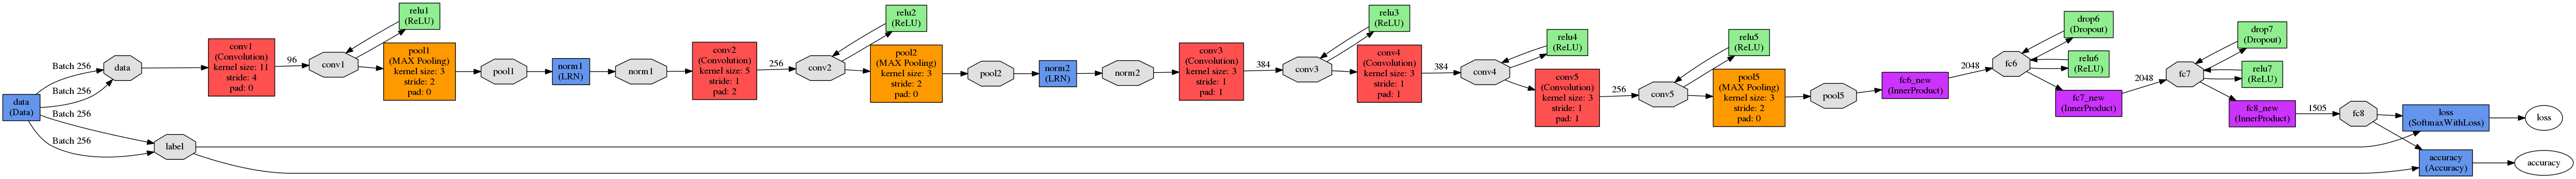 data
(Data)
Batch 256
Batch 256
Batch 256
Batch 256
data
label
conv1
(Convolution)
kernel size: 11
stride: 4
pad: 0
96
conv1
relu1
(ReLU)
pool1
(MAX Pooling)
kernel size: 3
stride: 2
pad: 0
pool1
norm1
(LRN)
norm1
conv2
(Convolution)
kernel size: 5
stride: 1
pad: 2
256
conv2
relu2
(ReLU)
pool2
(MAX Pooling)
kernel size: 3
stride: 2
pad: 0
pool2
norm2
(LRN)
norm2
conv3
(Convolution)
kernel size: 3
stride: 1
pad: 1
384
conv3
relu3
(ReLU)
conv4
(Convolution)
kernel size: 3
stride: 1
pad: 1
384
conv4
relu4
(ReLU)
conv5
(Convolution)
kernel size: 3
stride: 1
pad: 1
256
conv5
relu5
(ReLU)
pool5
(MAX Pooling)
kernel size: 3
stride: 2
pad: 0
pool5
fc6_new
(InnerProduct)
2048
fc6
drop6
(Dropout)
relu6
(ReLU)
fc7_new
(InnerProduct)
2048
fc7
drop7
(Dropout)
relu7
(ReLU)
fc8_new
(InnerProduct)
1505
fc8
loss
(SoftmaxWithLoss)
loss
accuracy
(Accuracy)
accuracy